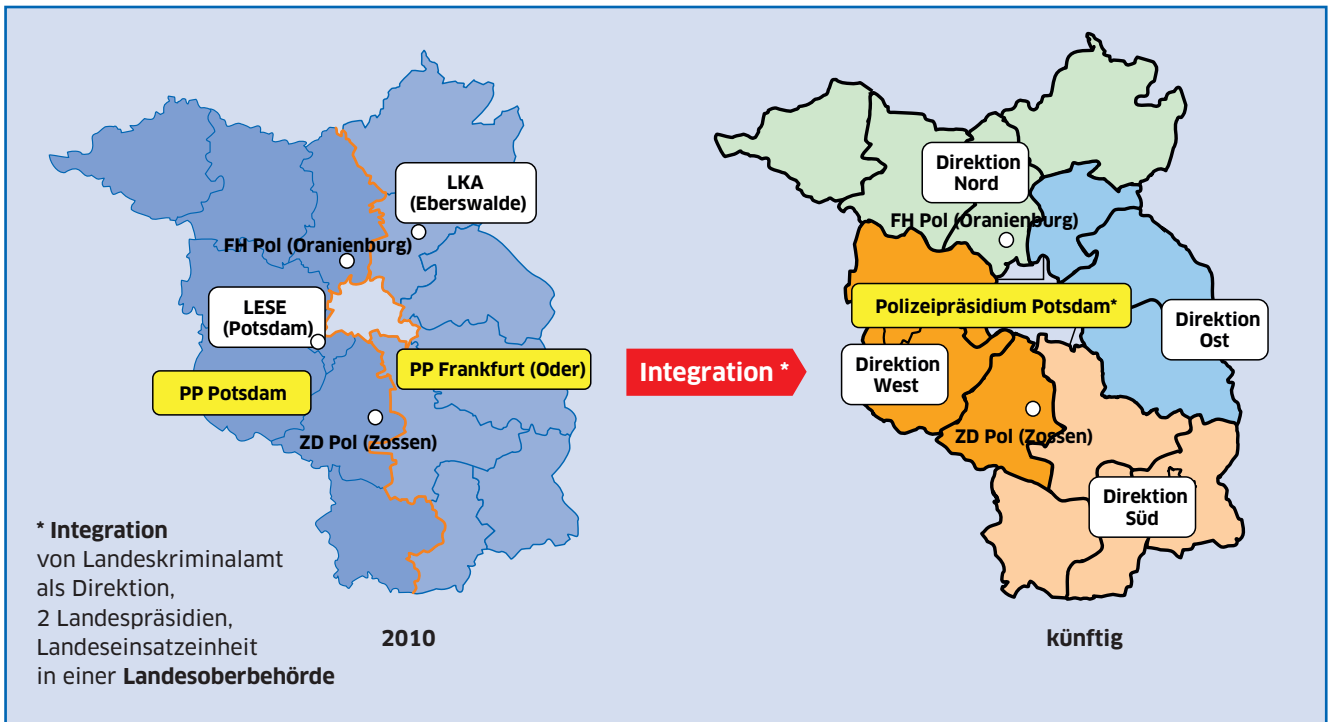 LKA
(Eberswalde)
FH Pol (Oranienburg)
LESE
(Potsdam)
PP Frankfurt (Oder)
PP Potsdam
ZD Pol (Zossen)
* Integration
von Landeskriminalamt
als Direktion,
2 Landespräsidien,
Landeseinsatzeinheit
in einer Landesoberbehörde
2010
Integration *
Direktion
Nord
FH Pol (Oranienburg)
Polizeipräsidium Potsdam*
Direktion
Ost
Direktion
West
ZD Pol (Zossen)
Direktion
Süd
künftig